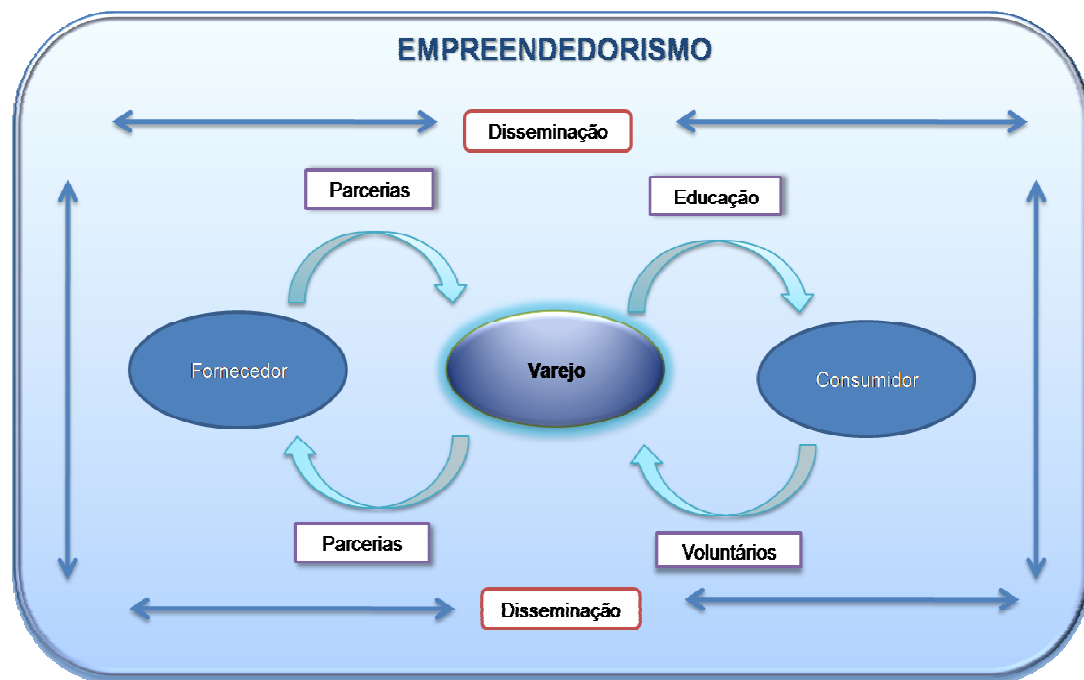 EMPREENDEDORISMO
Disseminação
Parcerias
Educação
Fornecedor
Varejo
Consumidor
Parcerias
Voluntários
Disseminação